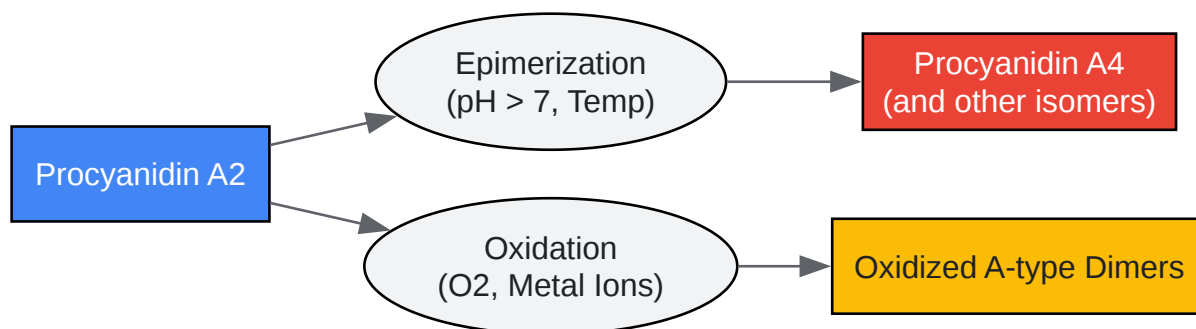 Procyanidin A2
Epimerization
(pH > 7, Temp)
Procyanidin A4
(and other isomers)
Oxidation
(O2, Metal Ions)
Oxidized A-type Dimers